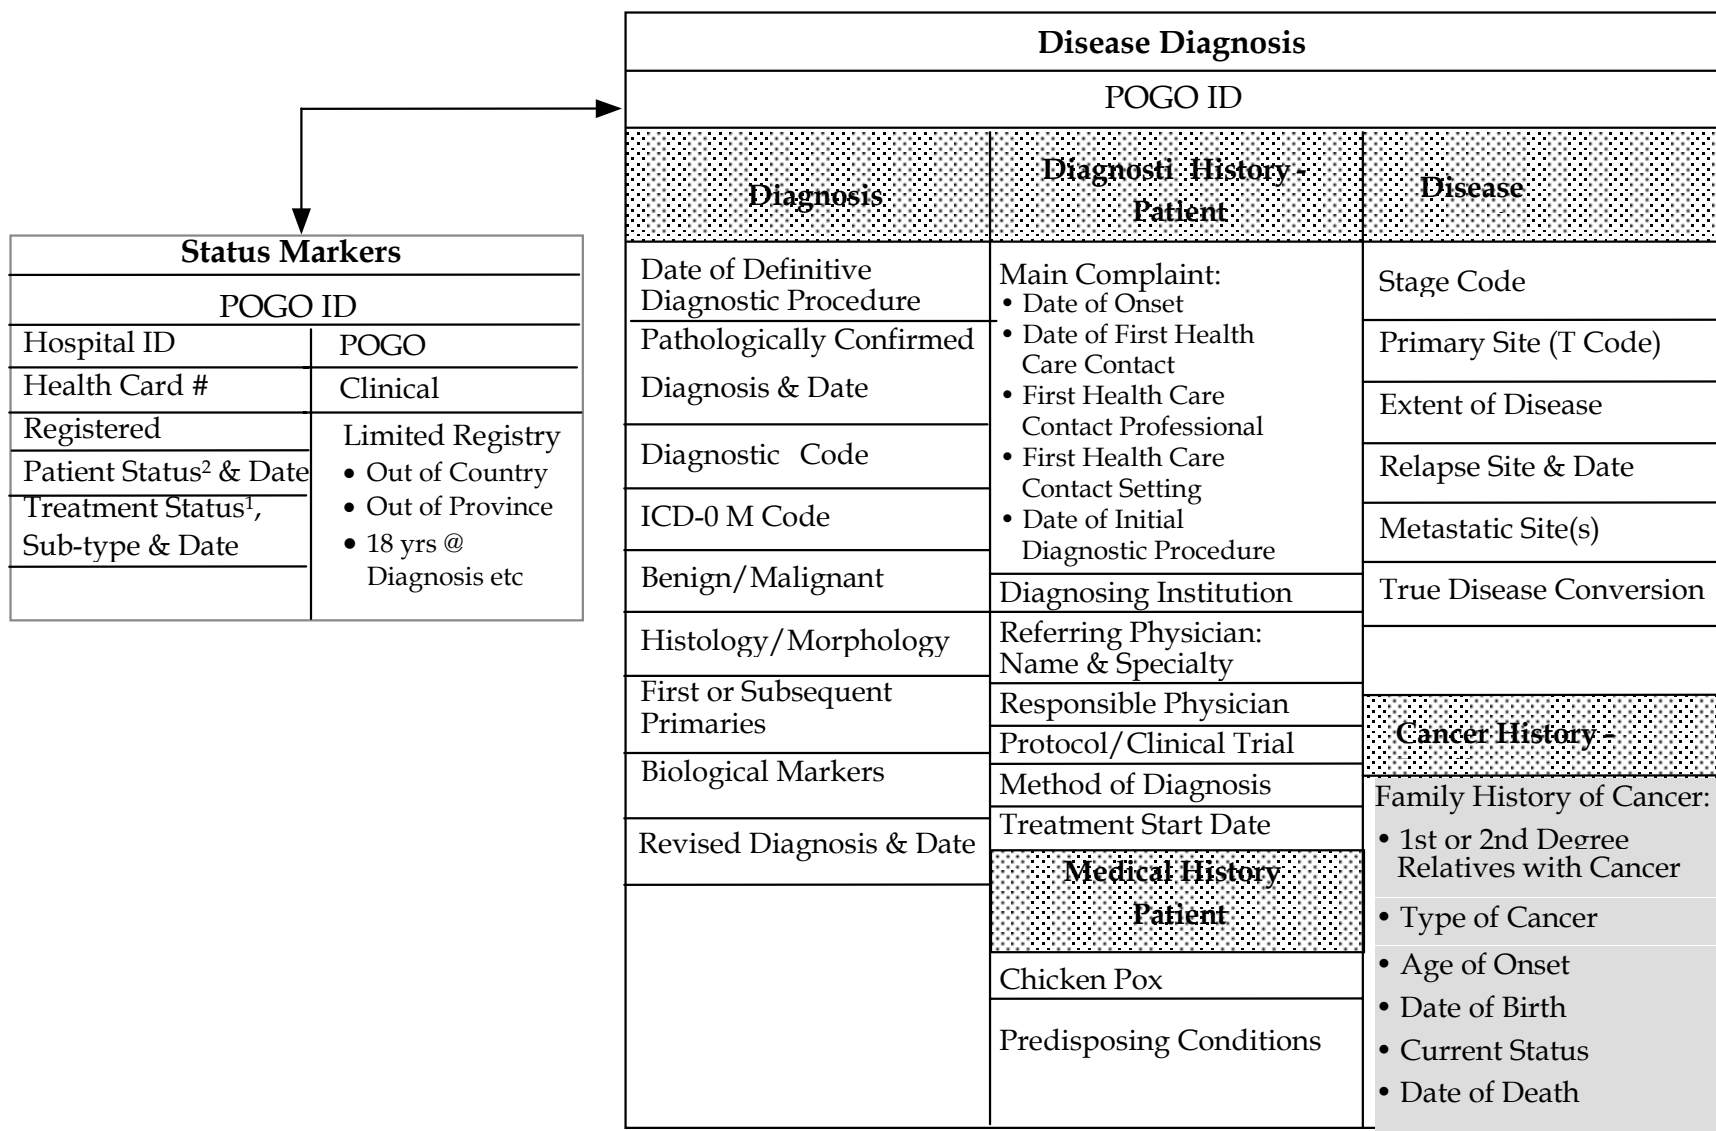 Disease Diagnosis
POGO ID
Diagnosis
Diagnosti History -
Patient
Disease
Status Markers
POGO ID
Hospital ID
POGO
Health Card #
Clinical
Registered
Patient Status² & Date
Treatment Status¹,
Sub-type & Date
Limited Registry
• Out of Country
• Out of Province
• 18 yrs @
Diagnosis etc
Date of Definitive
Diagnostic Procedure
Pathologically Confirmed
Diagnosis & Date
Diagnostic Code
ICD-0 M Code
Benign/Malignant
Histology/Morphology
First or Subsequent
Primaries
Biological Markers
Revised Diagnosis & Date
Main Complaint:
• Date of Onset
• Date of First Health
Care Contact
• First Health Care
Contact Professional
• First Health Care
Contact Setting
• Date of Initial
Diagnostic Procedure
Diagnosing Institution
Referring Physician:
Name & Specialty
Responsible Physician
Protocol/Clinical Trial
Method of Diagnosis
Treatment Start Date
Medical History
Patient
Chicken Pox
Predisposing Conditions
Stage Code
Primary Site (T Code)
Extent of Disease
Relapse Site & Date
Metastatic Site(s)
True Disease Conversion
Cancer History -
Family History of Cancer:
• 1st or 2nd Degree
Relatives with Cancer
• Type of Cancer
• Age of Onset
• Date of Birth
• Current Status
• Date of Death